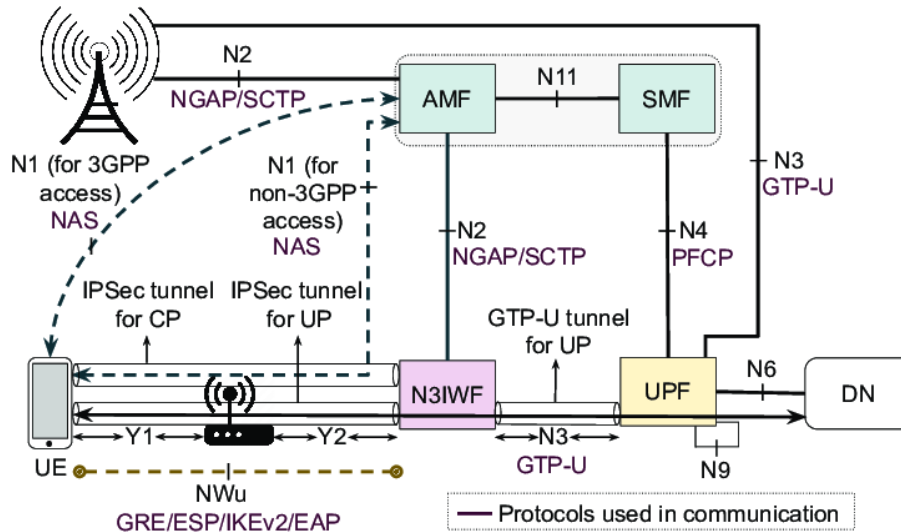 N2
NGAP/SCTP
AMF
N11
SMF
N1 (for 3GPP
access)
NAS
N1 (for
non-3GPP
access)
NAS
N3
GTP-U
N2
NGAP/SCTP
N4
PFCP
IPSec tunnel
for CP
IPSec tunnel
for UP
GTP-U tunnel
for UP
N6
N3IWF
UPF
DN
Y1
Y2
N3
GTP-U
N9
UE
NWu
GRE/ESP/IKEv2/EAP
Protocols used in communication